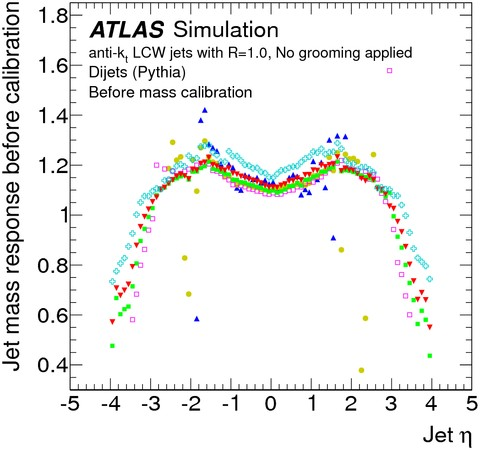 ATLAS Simulation
anti-kt LCW jets with R=1.0, No grooming applied
Dijets (Pythia)
Before mass calibration
Jet mass response before calibration
1.8
1.6
1.4
1.2
1
0.8
0.6
0.4
-5 -4 -3 -2 -1 0 1 2 3 4 5
Jet η